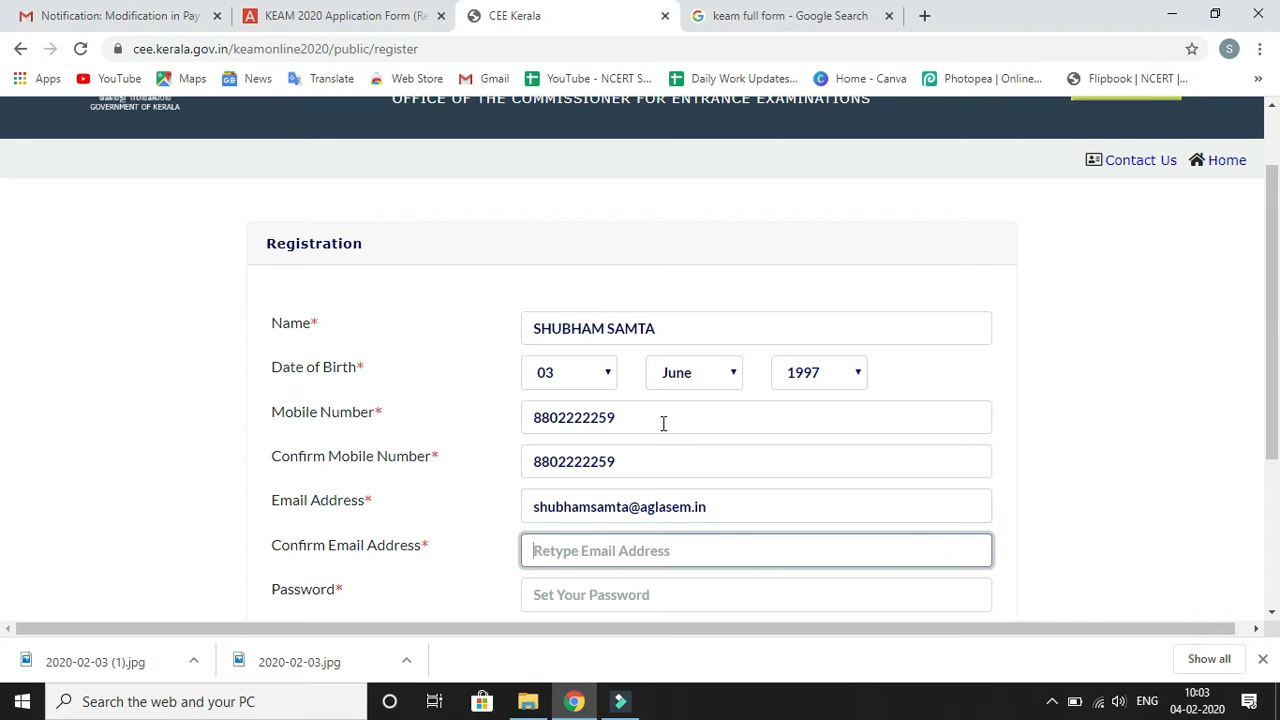 Notification: Modification in Pay
KEAM 2020 Application Form (Re
CEE Kerala
keam full form - Google Search
cee.kerala.gov.in/keamonline2020/public/register
S
Apps
YouTube
Maps
News
Translate
Web Store
Gmail
YouTube - NCERT S...
Daily Work Updates...
Home - Canva
Photopea | Online...
Flipbook | NCERT |...
GOVERNMENT OF KERALA
OFFICE OF THE COMMISSIONER FOR ENTRANCE EXAMINATIONS
Contact Us
Home
Registration
Name*
SHUBHAM SAMTA
Date of Birth*
03
June
1997
Mobile Number*
8802222259
Confirm Mobile Number*
8802222259
Email Address*
shubhamsamta@aglasem.in
Confirm Email Address*
Retype Email Address
Password*
Set Your Password
2020-02-03 (1).jpg
2020-02-03.jpg
Show all
Search the web and your PC
ENG
10:03
04-02-2020